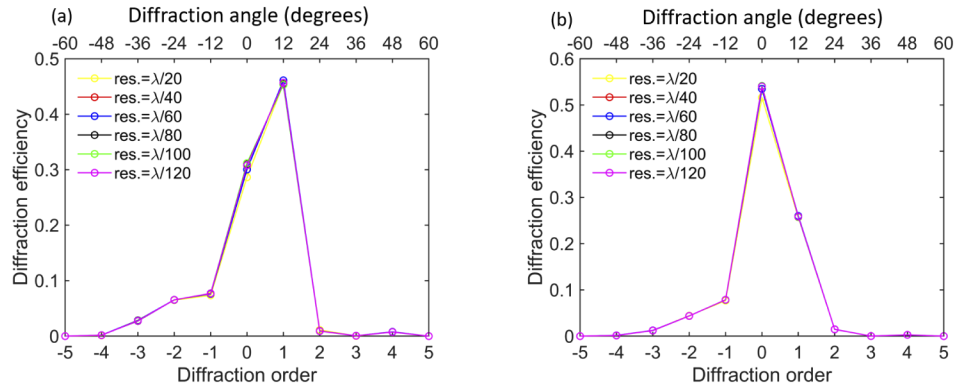 (a) Diffraction angle (degrees)
-60 -48 -36 -24 -12 0 12 24 36 48 60
0.5
0.4
0.3
0.2
0.1
0
Diffraction efficiency
res.=λ/20
res.=λ/40
res.=λ/60
res.=λ/80
res.=λ/100
res.=λ/120
-5 -4 -3 -2 -1 0 1 2 3 4 5
Diffraction order
(b) Diffraction angle (degrees)
-60 -48 -36 -24 -12 0 12 24 36 48 60
0.6
0.5
0.4
0.3
0.2
0.1
0
Diffraction efficiency
res.=λ/20
res.=λ/40
res.=λ/60
res.=λ/80
res.=λ/100
res.=λ/120
-5 -4 -3 -2 -1 0 1 2 3 4 5
Diffraction order